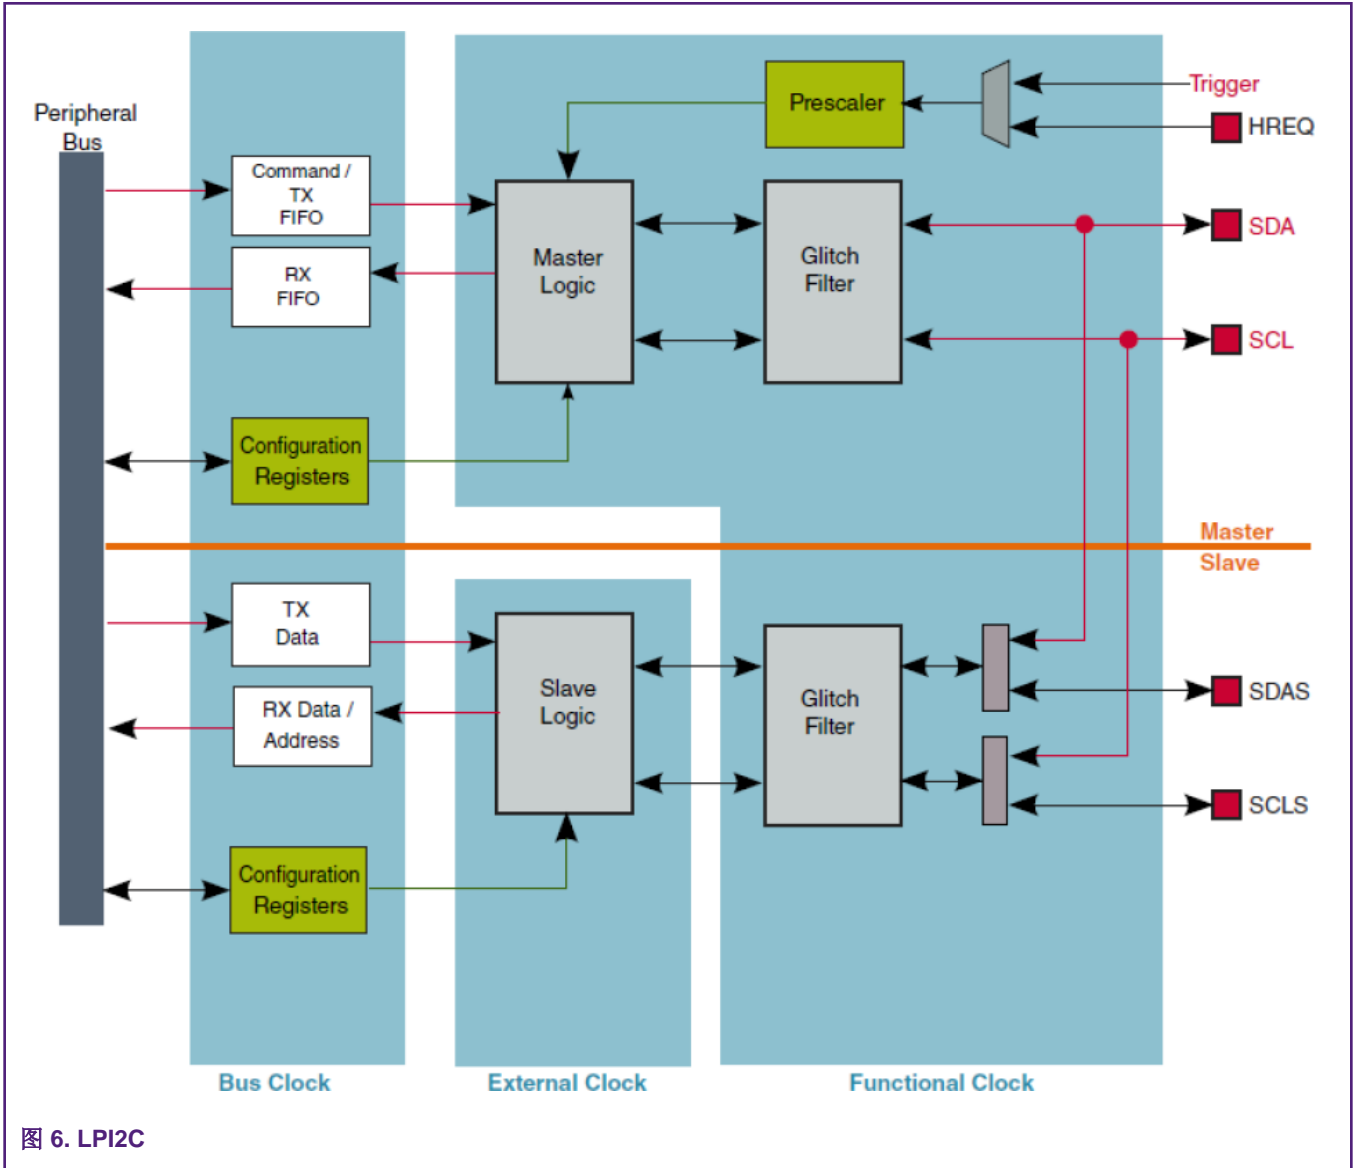 Peripheral
Bus
Command /
TX
FIFO
RX
FIFO
Configuration
Registers
Master
Logic
Prescaler
Glitch
Filter
Trigger
HREQ
SDA
SCL
Master
Slave
TX
Data
RX Data /
Address
Configuration
Registers
Slave
Logic
Glitch
Filter
SDAS
SCLS
Bus Clock
External Clock
Functional Clock
图 6. LPI2C